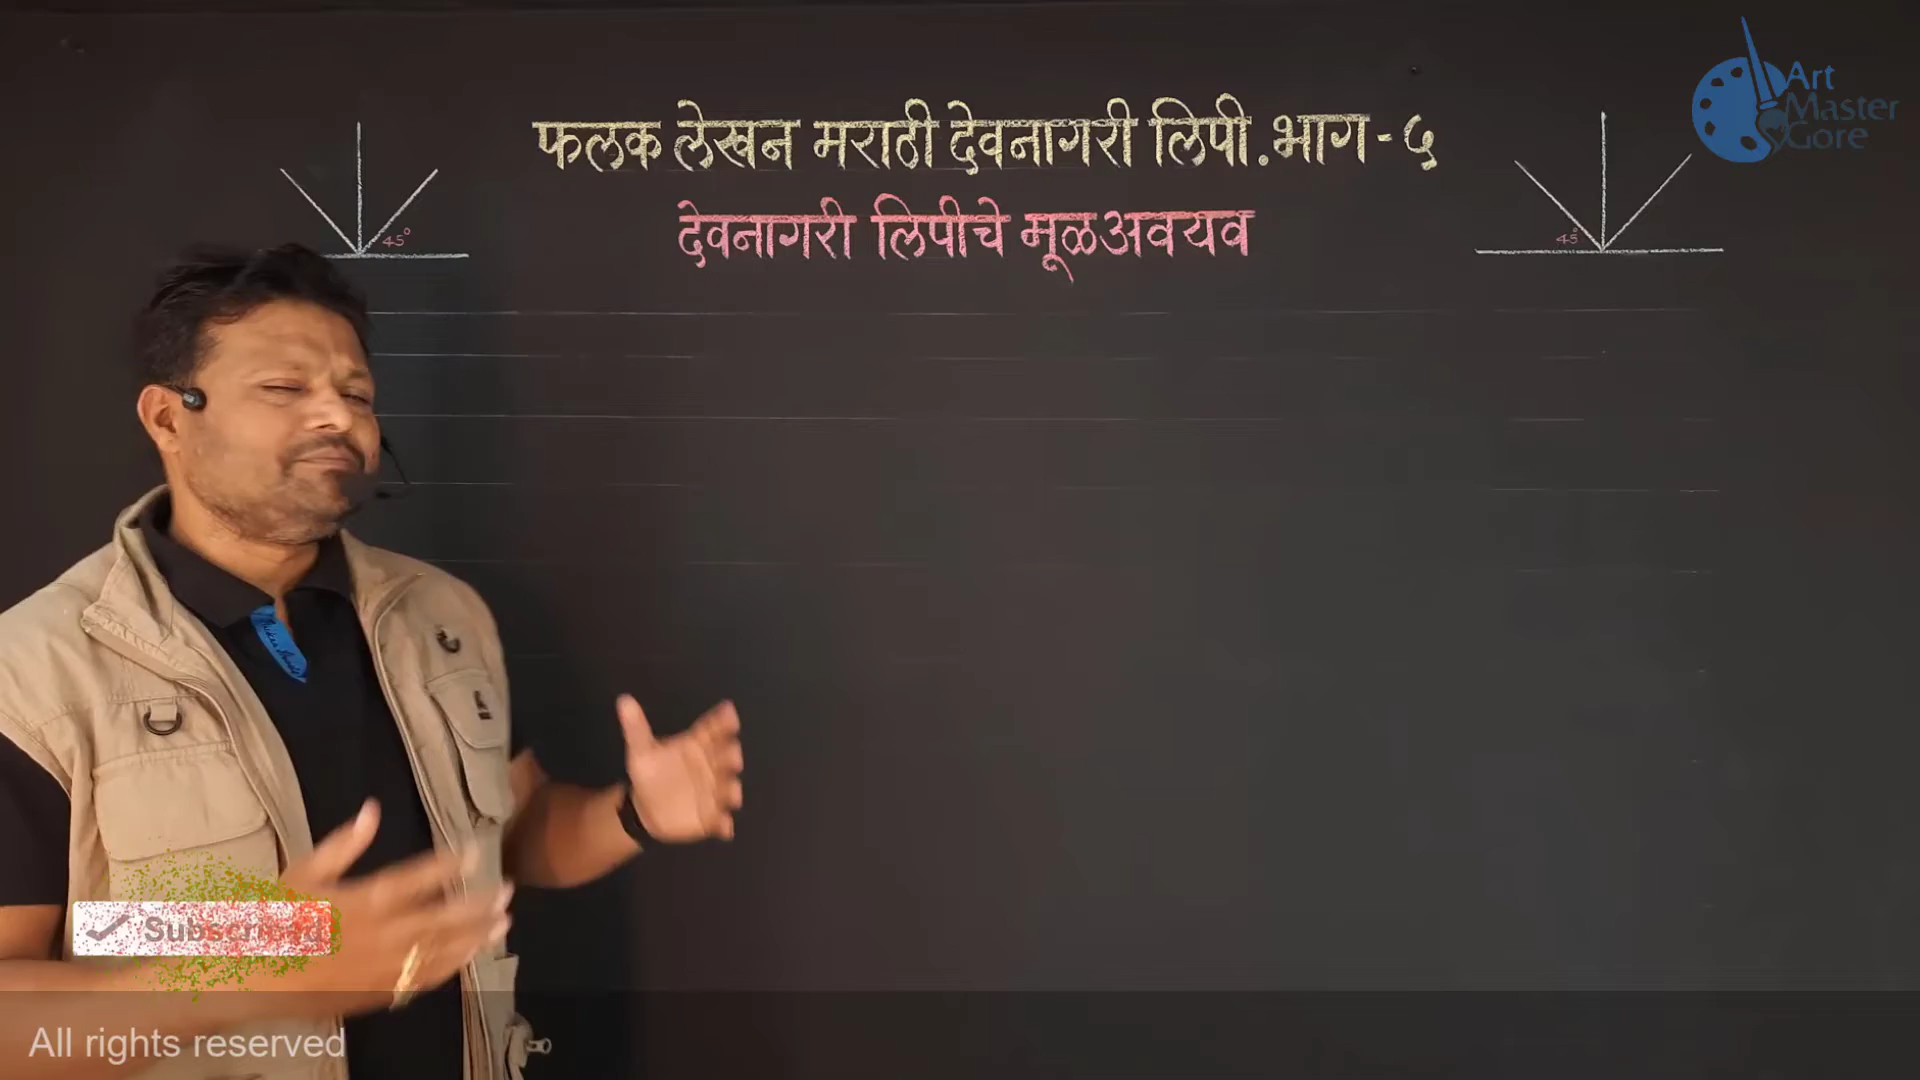 फलक लेखन मराठी देवनागरी लिपी. भाग - ५
देवनागरी लिपीचे मूळअवयव
45°
45°
Art
Master
Gore
Subscribed
All rights reserved